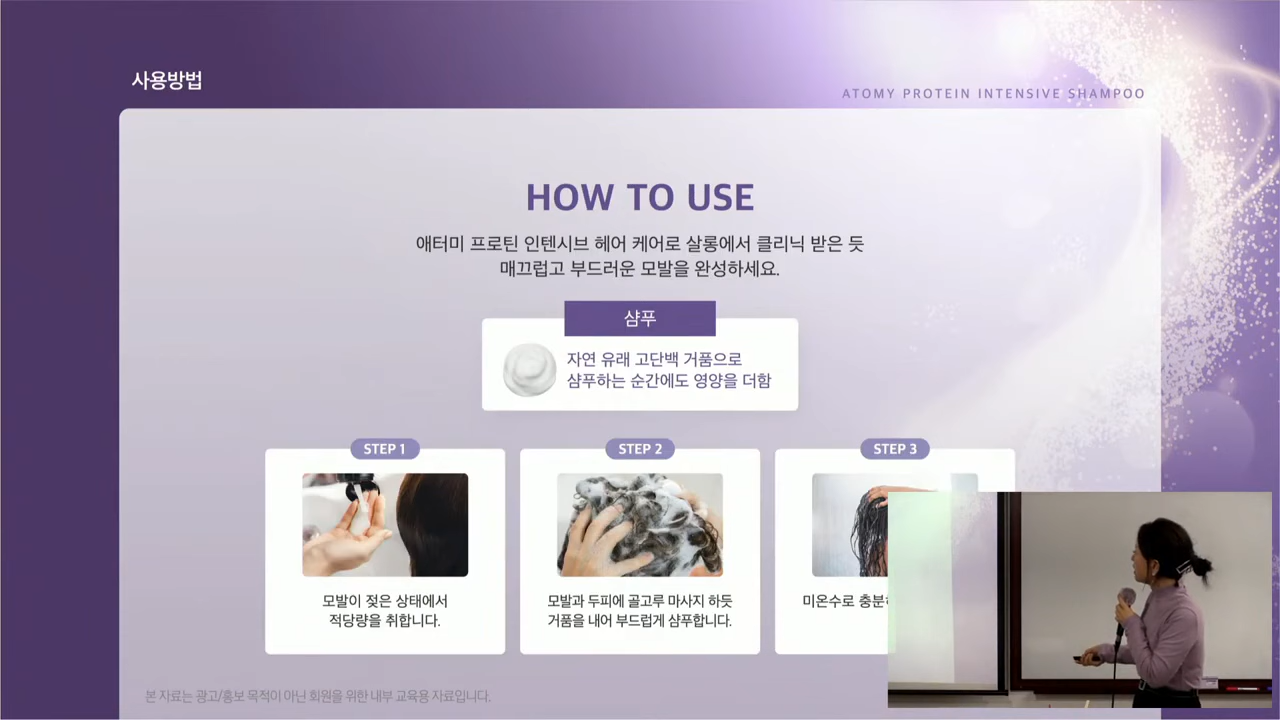 사용방법
ATOMY PROTEIN INTENSIVE SHAMPOO
HOW TO USE
애터미 프로틴 인텐시브 헤어 케어로 살롱에서 클리닉 받은 듯
매끄럽고 부드러운 모발을 완성하세요.
샴푸
자연 유래 고단백 거품으로
샴푸하는 순간에도 영양을 더함
STEP 1
모발이 젖은 상태에서
적당량을 취합니다.
STEP 2
모발과 두피에 골고루 마사지 하듯
거품을 내어 부드럽게 샴푸합니다.
STEP 3
미온수로
본 자료는 광고/홍보 목적이 아닌 회원을 위한 내부 교육용 자료입니다.